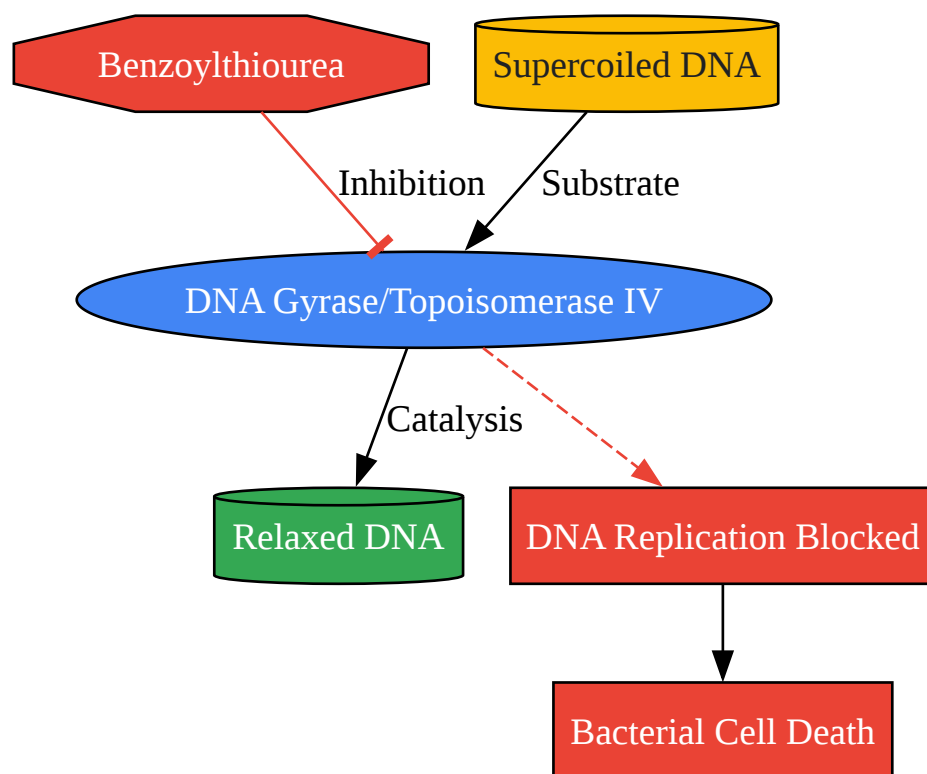 Benzoylthiourea
Supercoiled DNA
Inhibition
Substrate
DNA Gyrase/Topoisomerase IV
Catalysis
Relaxed DNA
DNA Replication Blocked
Bacterial Cell Death